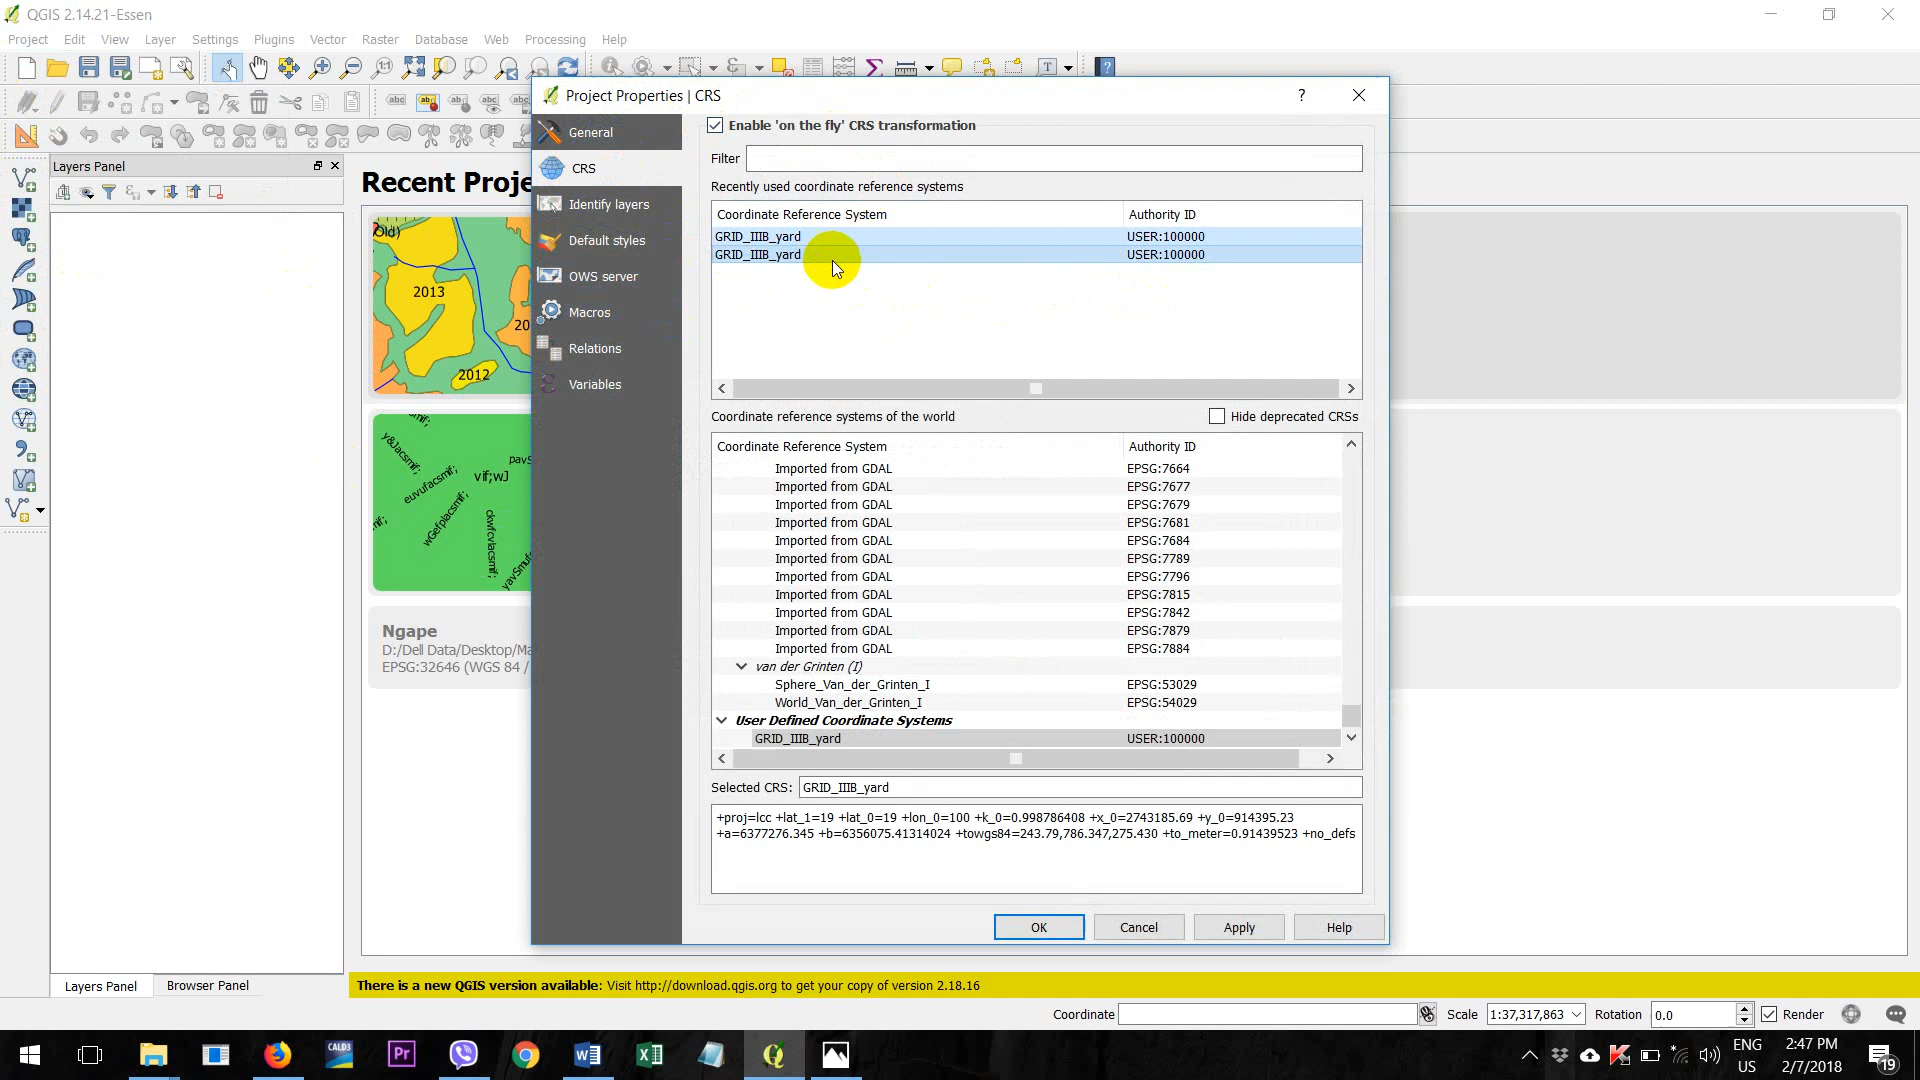 QGIS 2.14.21-Essen
Project Edit View Layer Settings Plugins Vector Raster Database Web Processing Help
Layers Panel
Recent Proje
Old)
2013
20
2012
vif;wJ
Ngape
D:/Dell Data/Desktop/Ma
EPSG:32646 (WGS 84 /
Project Properties | CRS
?
General
CRS
Identify layers
Default styles
OWS server
Macros
Relations
Variables
Enable 'on the fly' CRS transformation
Filter
Recently used coordinate reference systems
Coordinate Reference System Authority ID
GRID_IIIB_yard USER:100000
GRID_IIIB_yard USER:100000
Coordinate reference systems of the world Hide deprecated CRSs
Coordinate Reference System Authority ID
Imported from GDAL EPSG:7664
Imported from GDAL EPSG:7677
Imported from GDAL EPSG:7679
Imported from GDAL EPSG:7681
Imported from GDAL EPSG:7684
Imported from GDAL EPSG:7789
Imported from GDAL EPSG:7796
Imported from GDAL EPSG:7815
Imported from GDAL EPSG:7842
Imported from GDAL EPSG:7879
Imported from GDAL EPSG:7884
van der Grinten (I)
Sphere_Van_der_Grinten_I EPSG:53029
World_Van_der_Grinten_I EPSG:54029
User Defined Coordinate Systems
GRID_IIIB_yard USER:100000
Selected CRS: GRID_IIIB_yard
+proj=lcc +lat_1=19 +lat_0=19 +lon_0=100 +k_0=0.998786408 +x_0=2743185.69 +y_0=914395.23
+a=6377276.345 +b=6356075.41314024 +towgs84=243.79,786.347,275.430 +to_meter=0.91439523 +no_defs
OK Cancel Apply Help
Layers Panel Browser Panel
There is a new QGIS version available: Visit http://download.qgis.org to get your copy of version 2.18.16
Coordinate Scale 1:37,317,863 Rotation 0.0 Render
CALD3 Pr
ENG
US
2:47 PM
2/7/2018
19